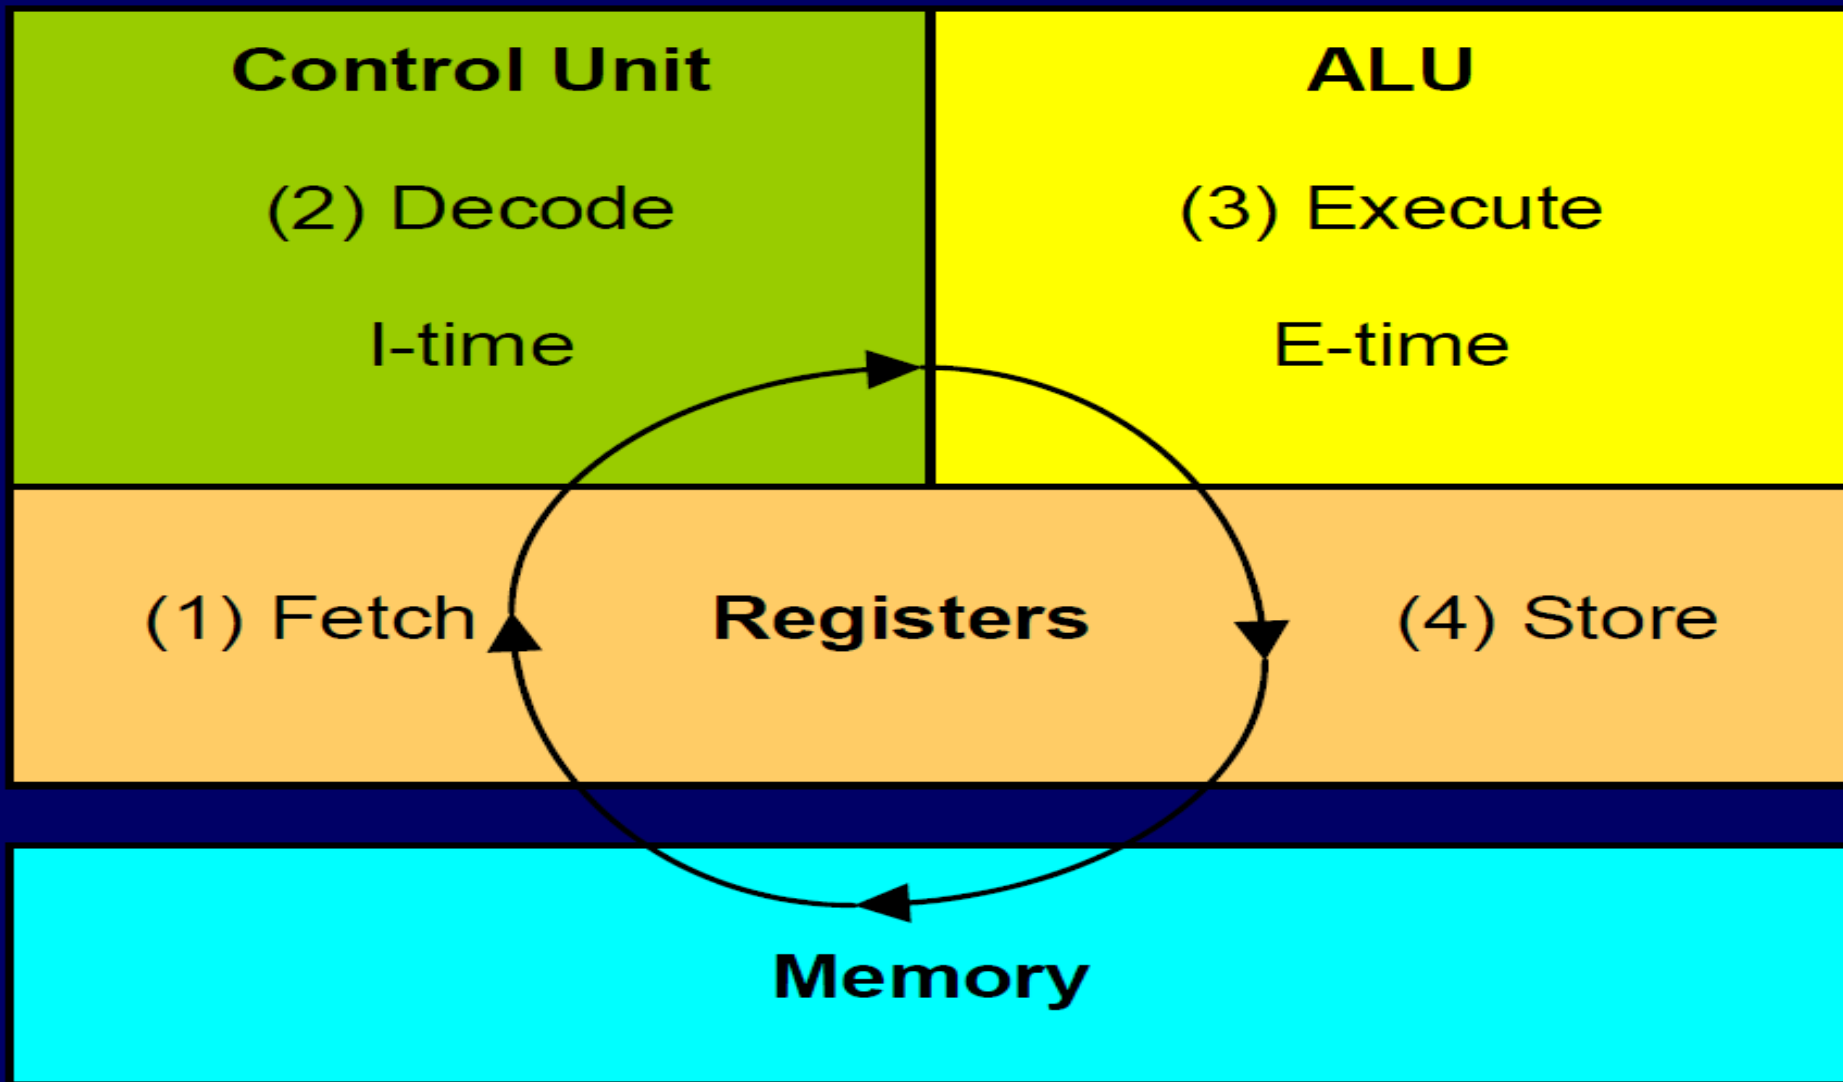 Control Unit
(2) Decode
I-time
ALU
(3) Execute
E-time
(1) Fetch
Registers
(4) Store
Memory